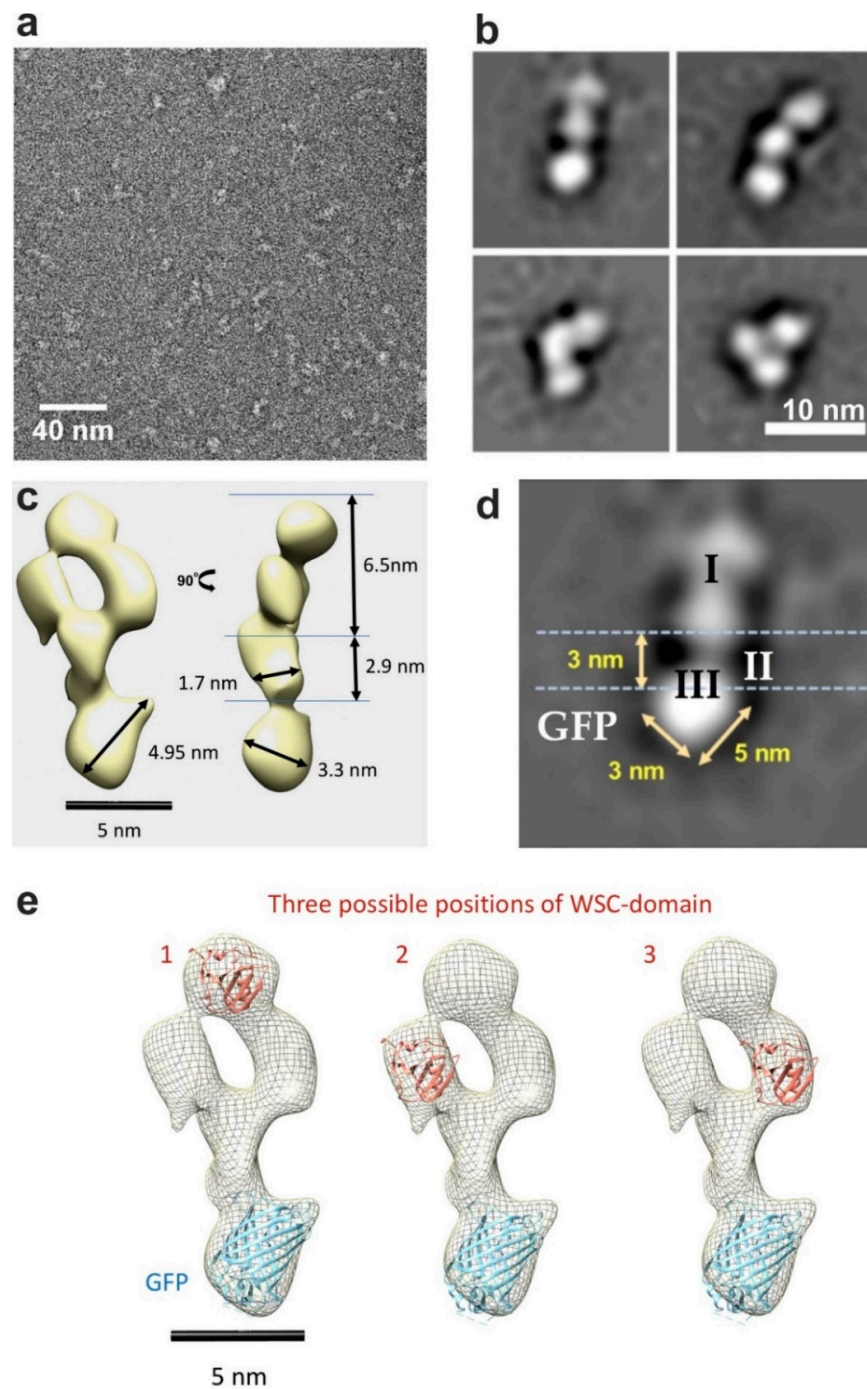 a
40 nm
b
10 nm
c
90°
6.5nm
2.9 nm
1.7 nm
4.95 nm
3.3 nm
5 nm
d
I
3 nm
II
III
GFP
3 nm
5 nm
e
Three possible positions of WSC-domain
1
2
3
GFP
5 nm